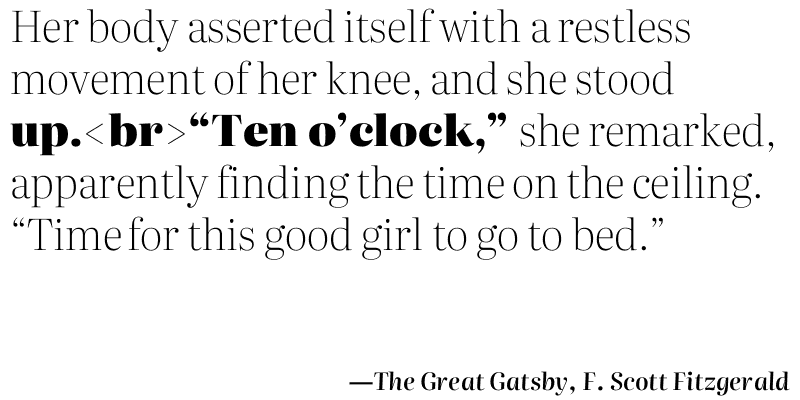 Her body asserted itself with a restless
movement of her knee, and she stood
up.<br>“Ten o’clock,” she remarked,
apparently finding the time on the ceiling.
“Time for this good girl to go to bed.”
—The Great Gatsby, F. Scott Fitzgerald